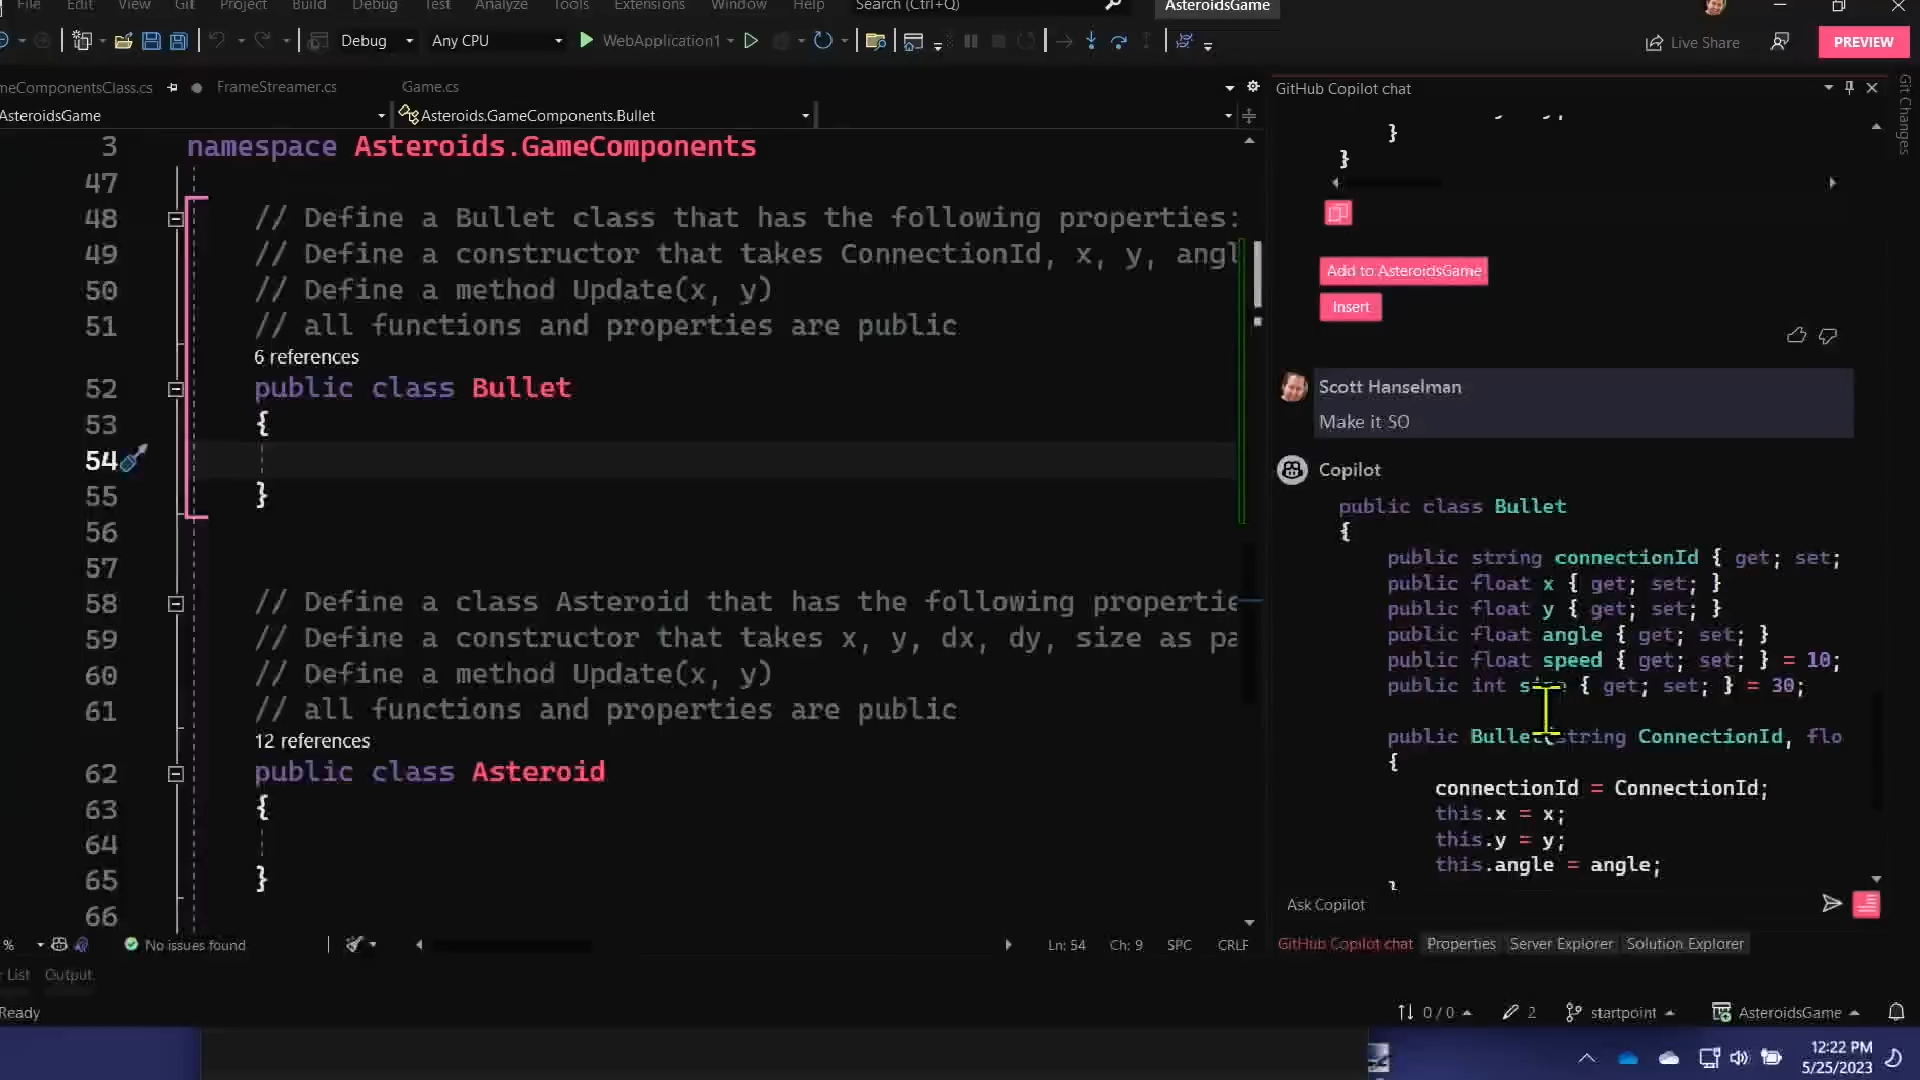 File Edit View Git Project Build Debug Test Analyze Tools Extensions Window Help Search (Ctrl+Q) AsteroidsGame
Debug Any CPU WebApplication1 Live Share PREVIEW
meComponentsClass.cs FrameStreamer.cs Game.cs
AsteroidsGame Asteroids.GameComponents.Bullet
3 namespace Asteroids.GameComponents
47
48 // Define a Bullet class that has the following properties:
49 // Define a constructor that takes ConnectionId, x, y, angl
50 // Define a method Update(x, y)
51 // all functions and properties are public
6 references
52 public class Bullet
53 {
54
55 }
56
57
58 // Define a class Asteroid that has the following propertie
59 // Define a constructor that takes x, y, dx, dy, size as pa
60 // Define a method Update(x, y)
61 // all functions and properties are public
12 references
62 public class Asteroid
63 {
64
65 }
66
% No issues found Ln: 54 Ch: 9 SPC CRLF
GitHub Copilot chat
}
}
Add to AsteroidsGame
Insert
Scott Hanselman
Make it SO
Copilot
public class Bullet
{
public string connectionId { get; set;
public float x { get; set; }
public float y { get; set; }
public float angle { get; set; }
public float speed { get; set; } = 10;
public int size { get; set; } = 30;
public Bullet(string ConnectionId, flo
{
connectionId = ConnectionId;
this.x = x;
this.y = y;
this.angle = angle;
}
Ask Copilot
GitHub Copilot chat Properties Server Explorer Solution Explorer
Git Changes
List Output
Ready 0 / 0 2 startpoint AsteroidsGame
12:22 PM
5/25/2023